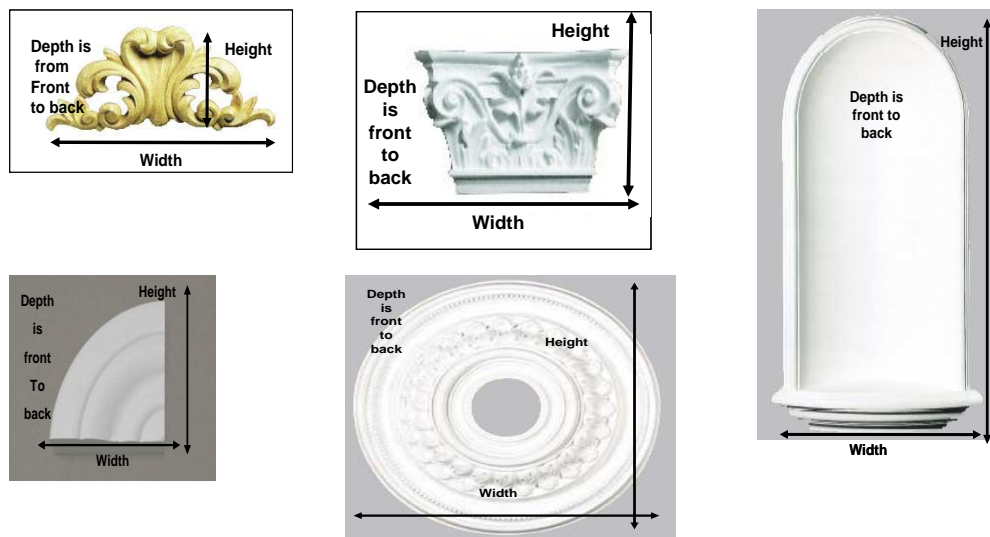 Depth is
from
Front
to back
Height
Width
Height
Depth
is
front
to
back
Width
Height
Depth is
front to
back
Width
Depth
is
front
To
back
Height
Width
Depth
is
front
to
back
Height
Width